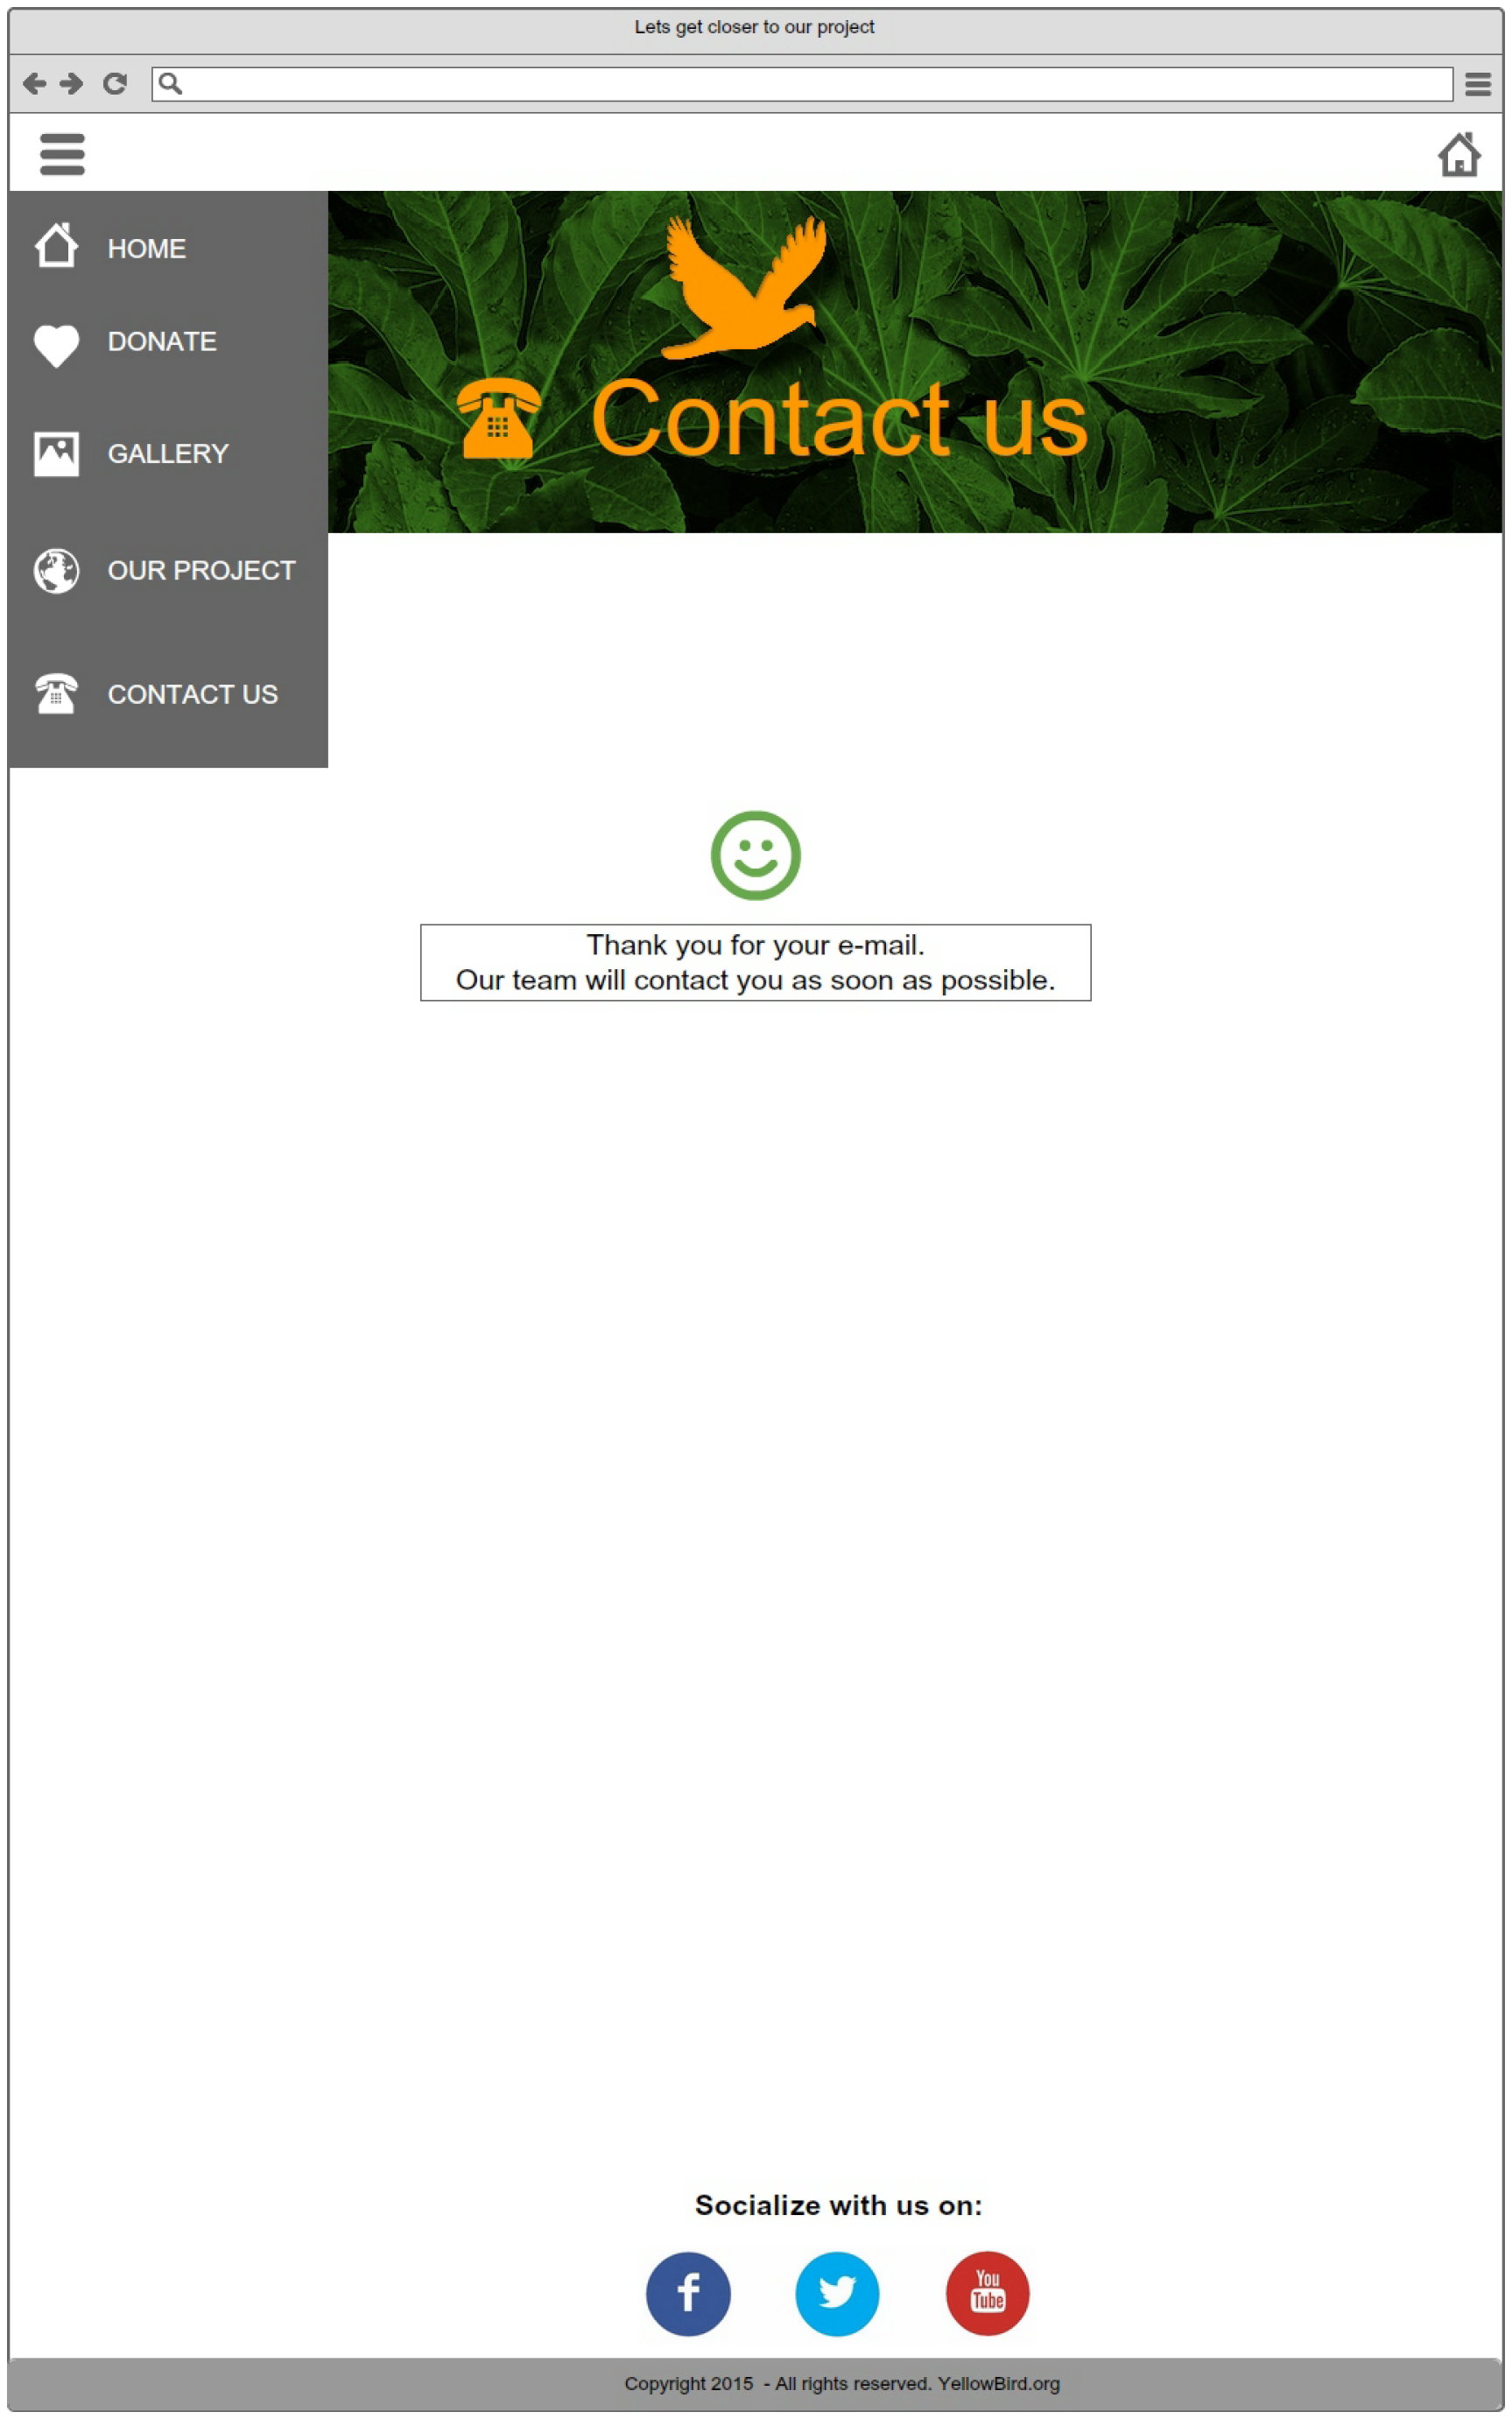 Lets get closer to our project
HOME
DONATE
GALLERY
OUR PROJECT
CONTACT US
Contact us
Thank you for your e-mail.
Our team will contact you as soon as possible.
Socialize with us on:
f
You
Tube
Copyright 2015  - All rights reserved. YellowBird.org